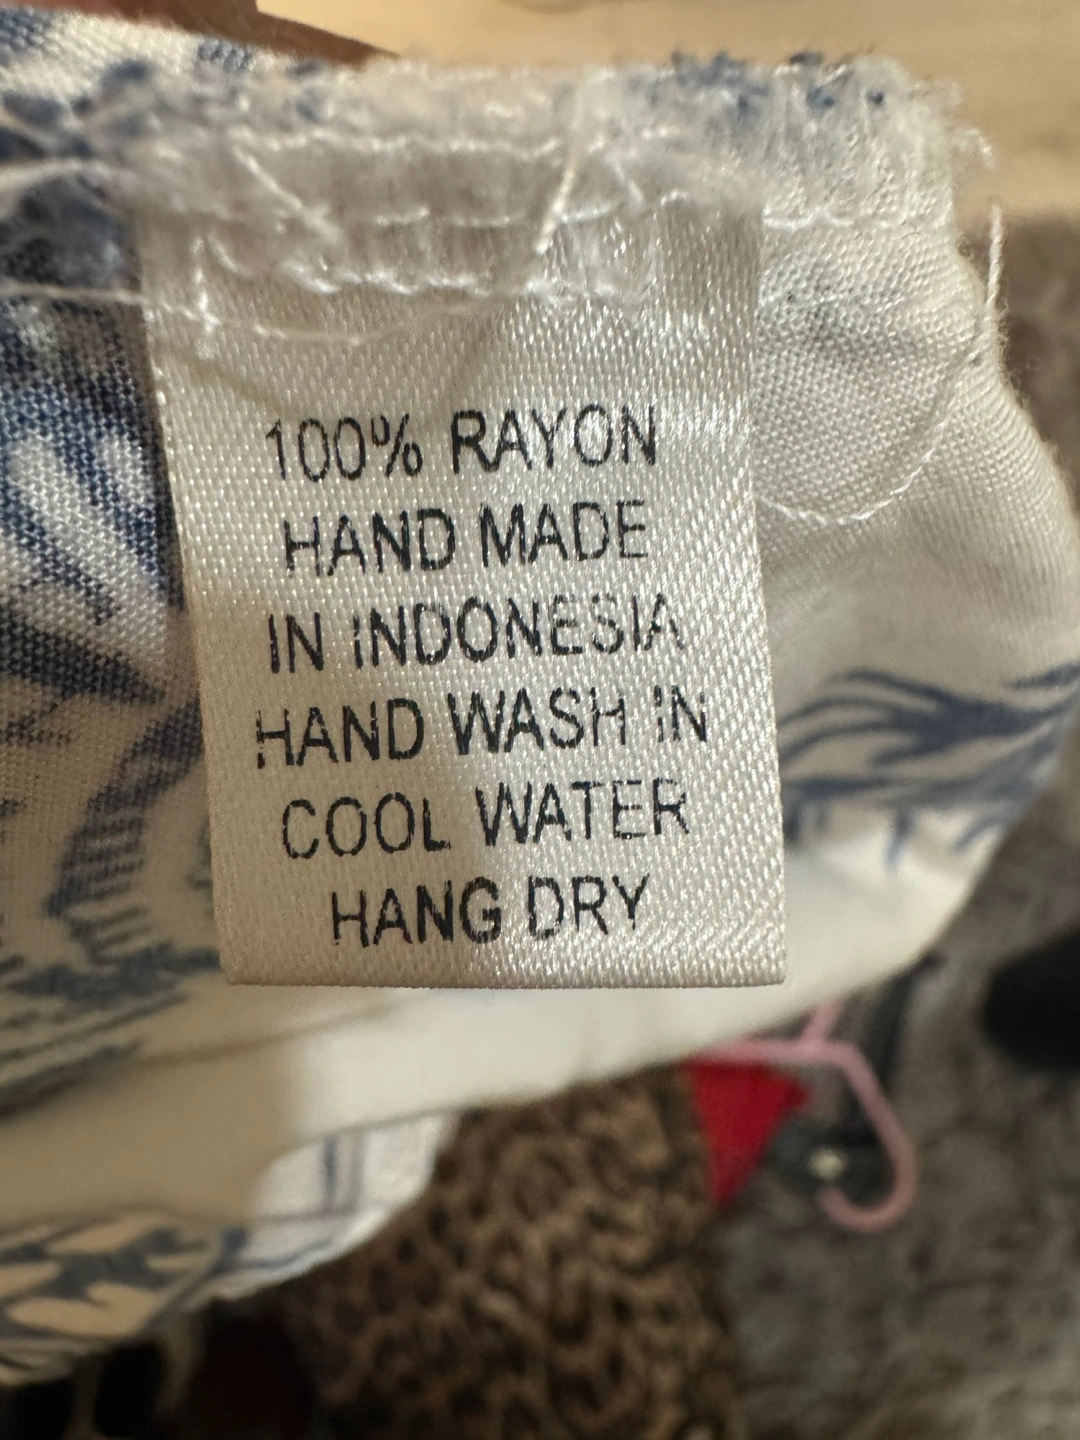 100% RAYON
HAND MADE
IN INDONESIA
HAND WASH IN
COOL WATER
HANG DRY